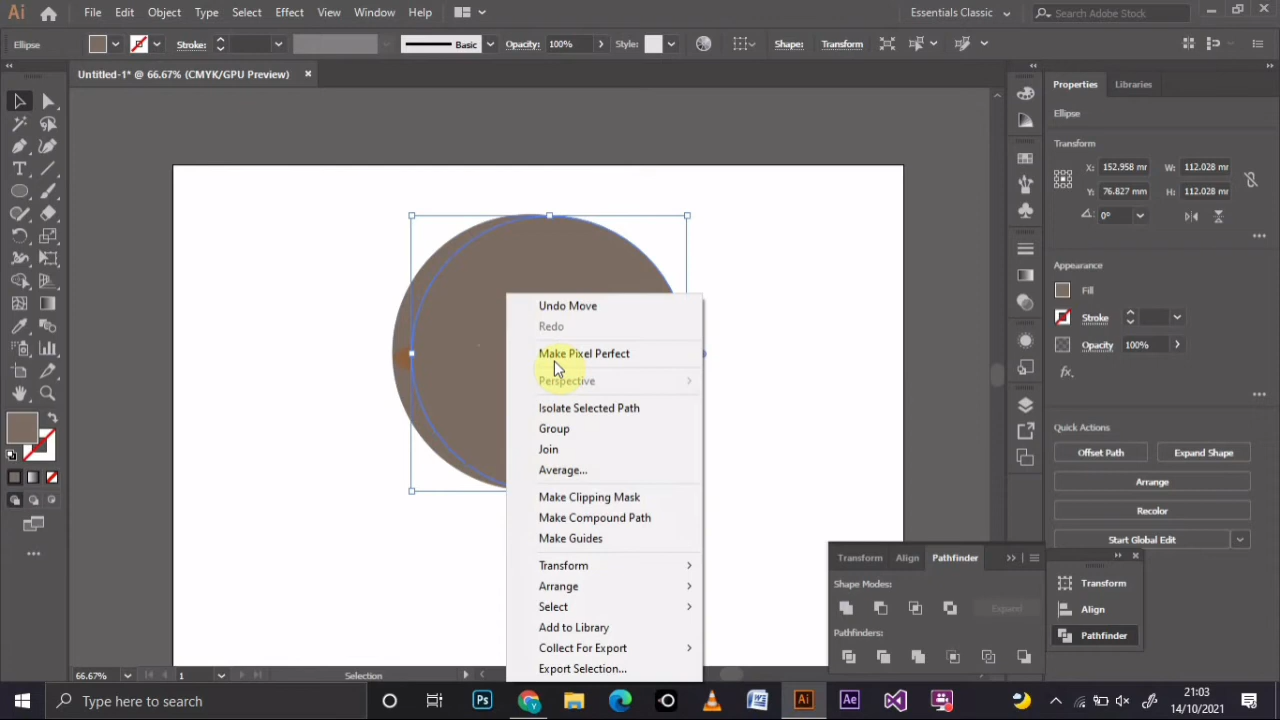 Ai File Edit Object Type Select Effect View Window Help Essentials Classic Search Adobe Stock
Ellipse Stroke: Basic Opacity: 100% Style: Shape: Transform
Untitled-1* @ 66.67% (CMYK/GPU Preview) ×
Properties Libraries
Ellipse
Transform
X: 152.958 mr W: 112.028 mr
Y: 76.827 mm H: 112.028 mr
0°
Appearance
Fill
Stroke
Opacity 100%
fx.
Quick Actions
Offset Path Expand Shape
Arrange
Recolor
Start Global Edit
Undo Move
Redo
Make Pixel Perfect
Perspective
Isolate Selected Path
Group
Join
Average...
Make Clipping Mask
Make Compound Path
Make Guides
Transform
Arrange
Select
Add to Library
Collect For Export
Export Selection...
Transform Align Pathfinder
Shape Modes:
Expand
Pathfinders:
Transform
Align
Pathfinder
66.67% 1 Selection
Type here to search
Ps Ai Ae
21:03
14/10/2021